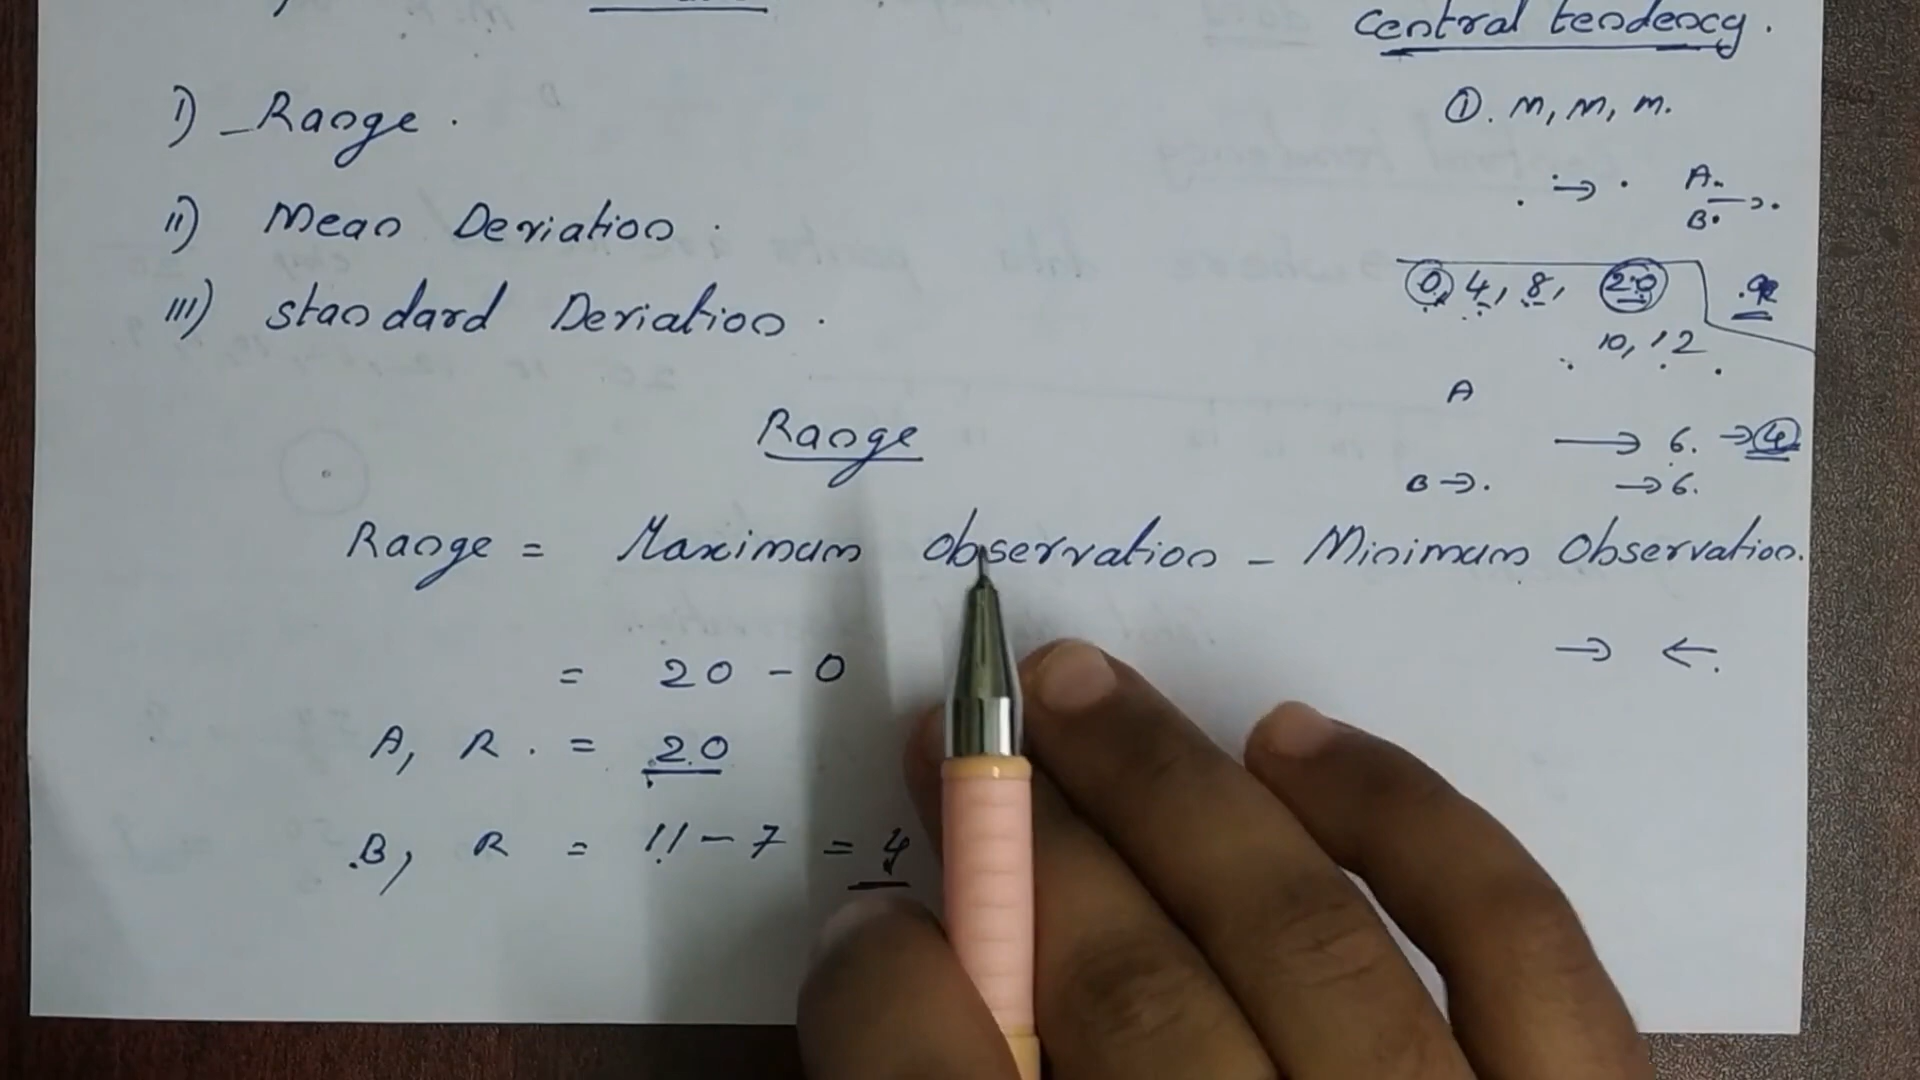 Central tendency.
① . M, M, M.
I) Range.
A.
B.
II) Mean Deviation.
0, 4, 8, 20
III) Standard Deviation.
10, 12
A
Range
→ 6. → 4
B → . → 6.
Range = Maximum Observation - Minimum Observation.
→ ←
= 20 - 0
A, R. = 20
B, R = 11 - 7 = 4